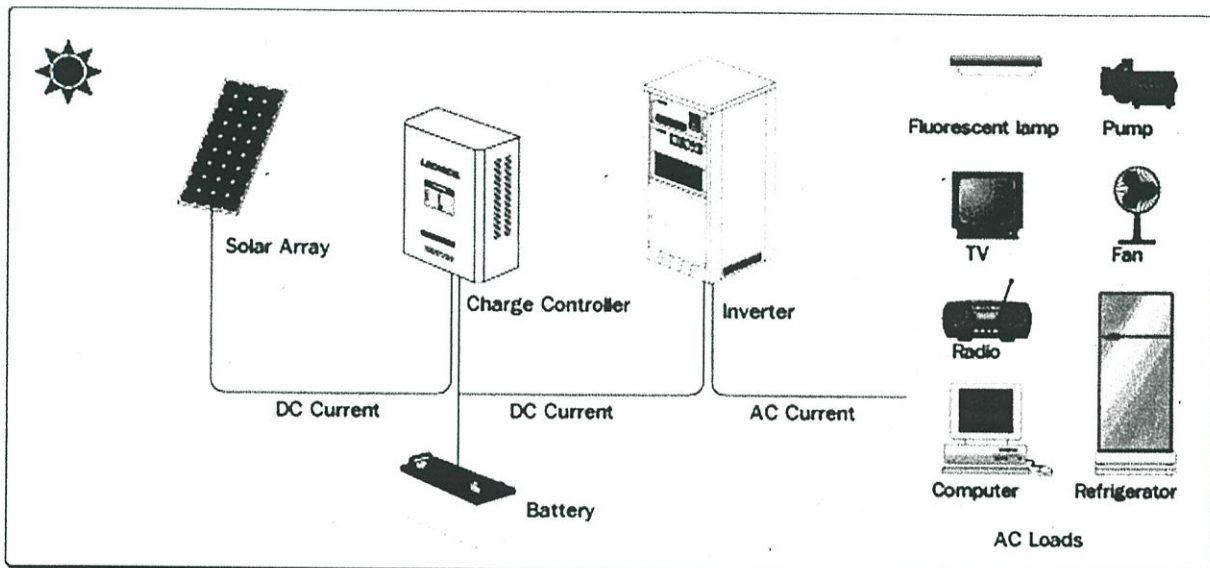 Fluorescent lamp
Pump
Solar Array
TV
Fan
Charge Controller
Inverter
Radio
DC Current
DC Current
AC Current
Computer
Refrigerator
Battery
AC Loads